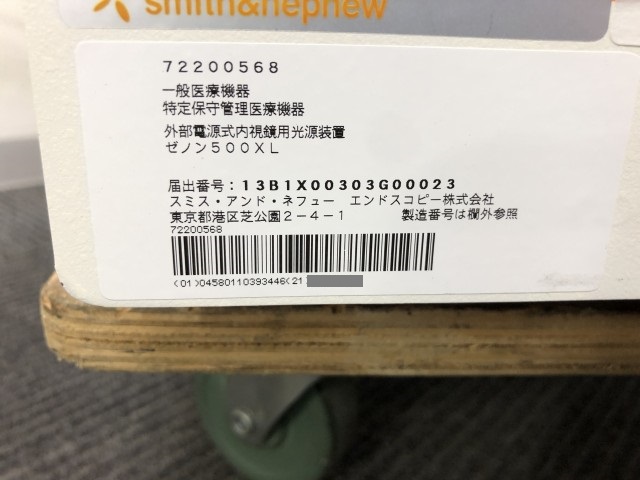 smith&nephew
72200568
一般医療機器
特定保守管理医療機器
外部電源式内視鏡用光源装置
ゼノン500XL
届出番号：13B1X00303G00023
スミス・アンド・ネフュー エンドスコピー株式会社
東京都港区芝公園2-4-1 製造番号は欄外参照
72200568
(01)04580110393446(21)